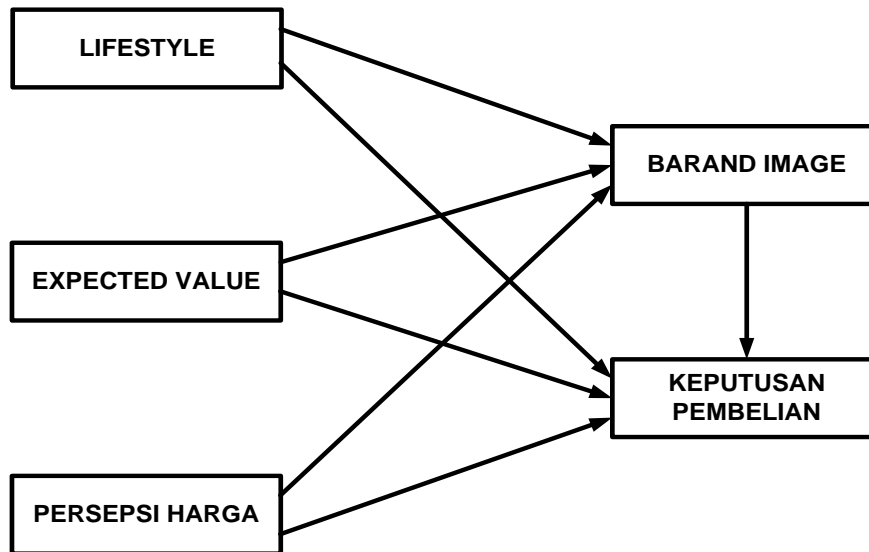 LIFESTYLE
BARAND IMAGE
EXPECTED VALUE
KEPUTUSAN
PEMBELIAN
PERSEPSI HARGA